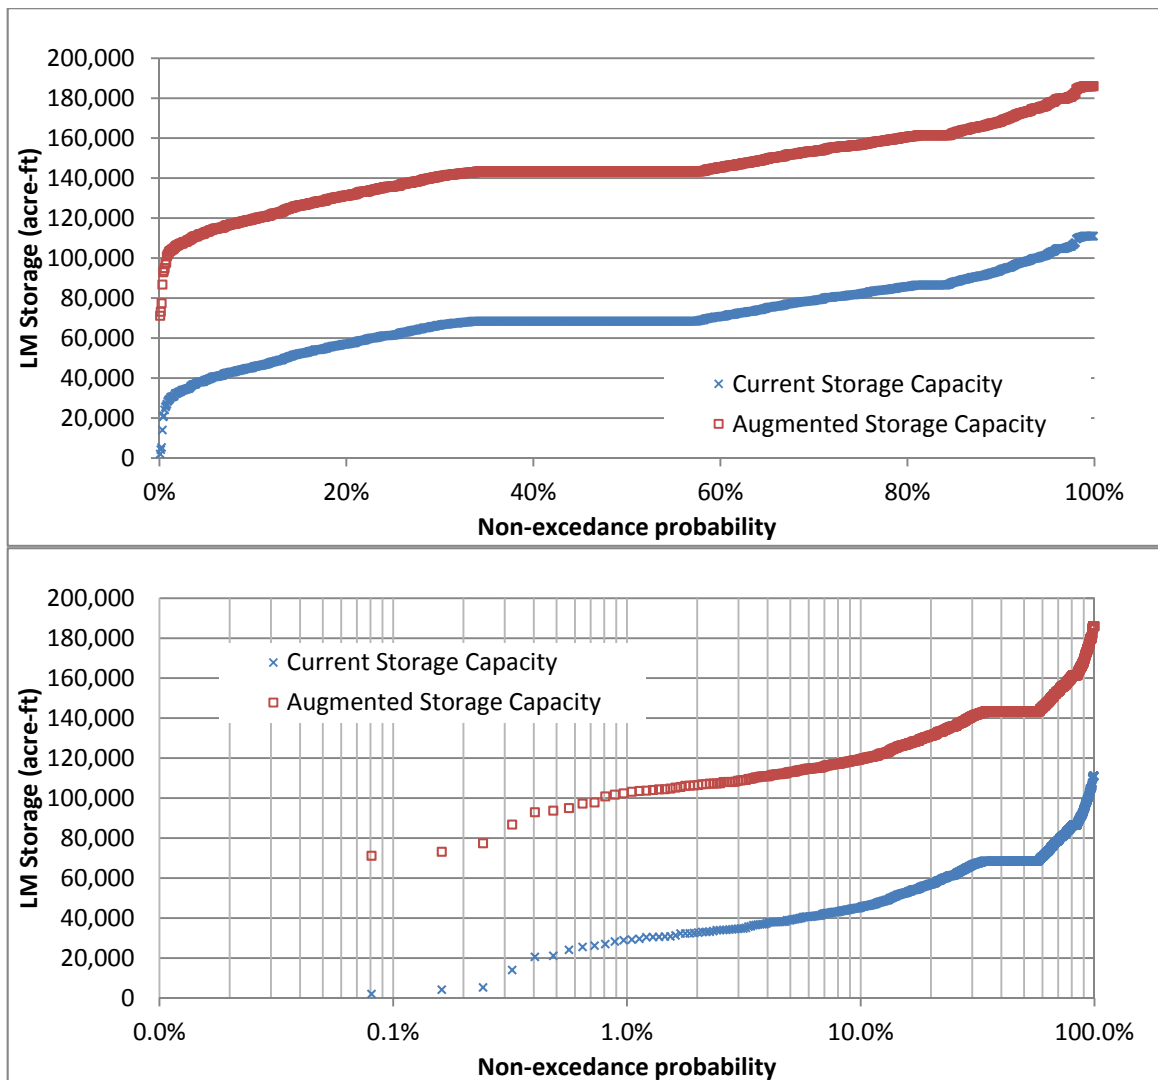 200,000
180,000
160,000
140,000
120,000
100,000
80,000
60,000
40,000
20,000
0
LM Storage (acre-ft)
Current Storage Capacity
Augmented Storage Capacity
0% 20% 40% 60% 80% 100%
Non-excedance probability
200,000
180,000
160,000
140,000
120,000
100,000
80,000
60,000
40,000
20,000
0
LM Storage (acre-ft)
Current Storage Capacity
Augmented Storage Capacity
0.0% 0.1% 1.0% 10.0% 100.0%
Non-excedance probability